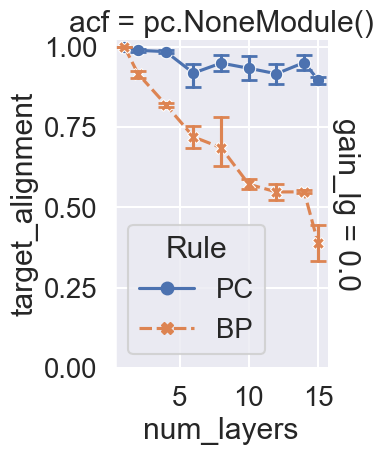 acf = pc.NoneModule()
1.00
0.75
0.50
0.25
0.00
target_alignment
gain_lg = 0.0
Rule
PC
BP
5
10
15
num_layers